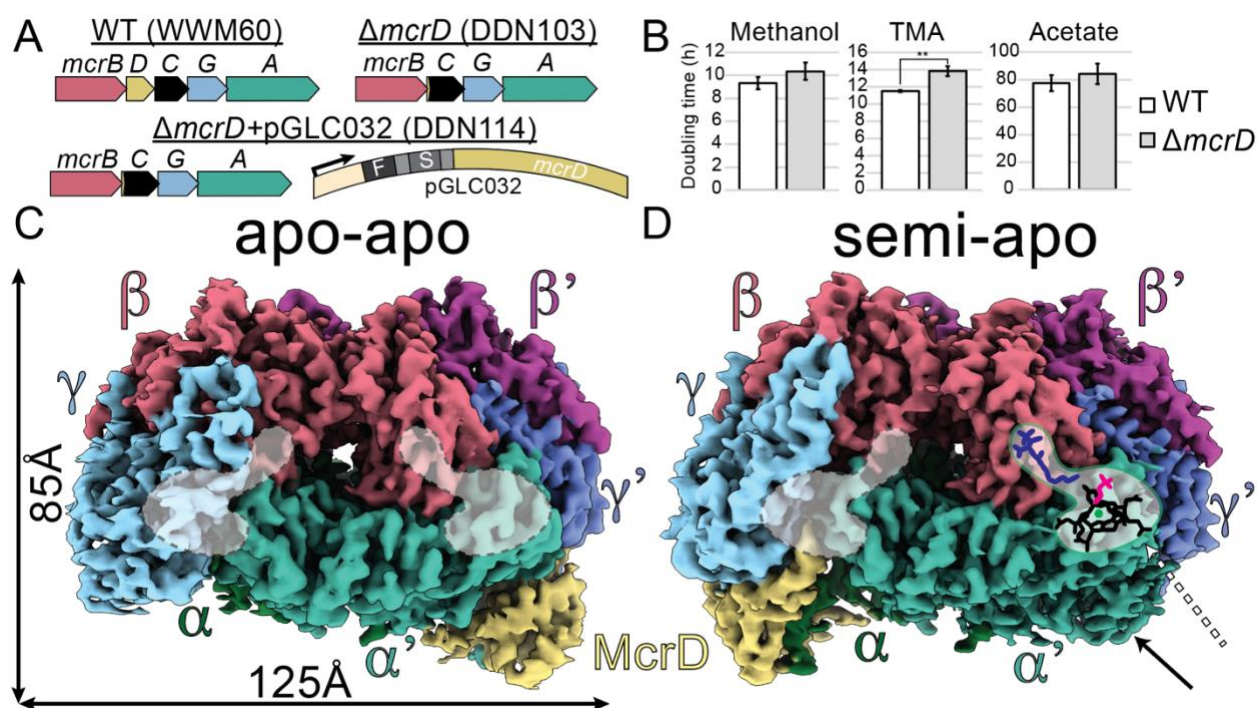 A
WT (WWM60)
mcrB D C G A
ΔmcrD (DDN103)
mcrB C G A
ΔmcrD+pGLC032 (DDN114)
mcrB C G A
F S mcrD
pGLC032
B
Methanol TMA Acetate
Doubling time (h)
12
10
8
6
4
2
0
16
14
12
10
8
6
4
2
0
**
100
80
60
40
20
0
WT
ΔmcrD
C apo-apo
β β’
γ γ’
α α’
85Å
125Å
McrD
D semi-apo
β β’
γ γ’
α α’